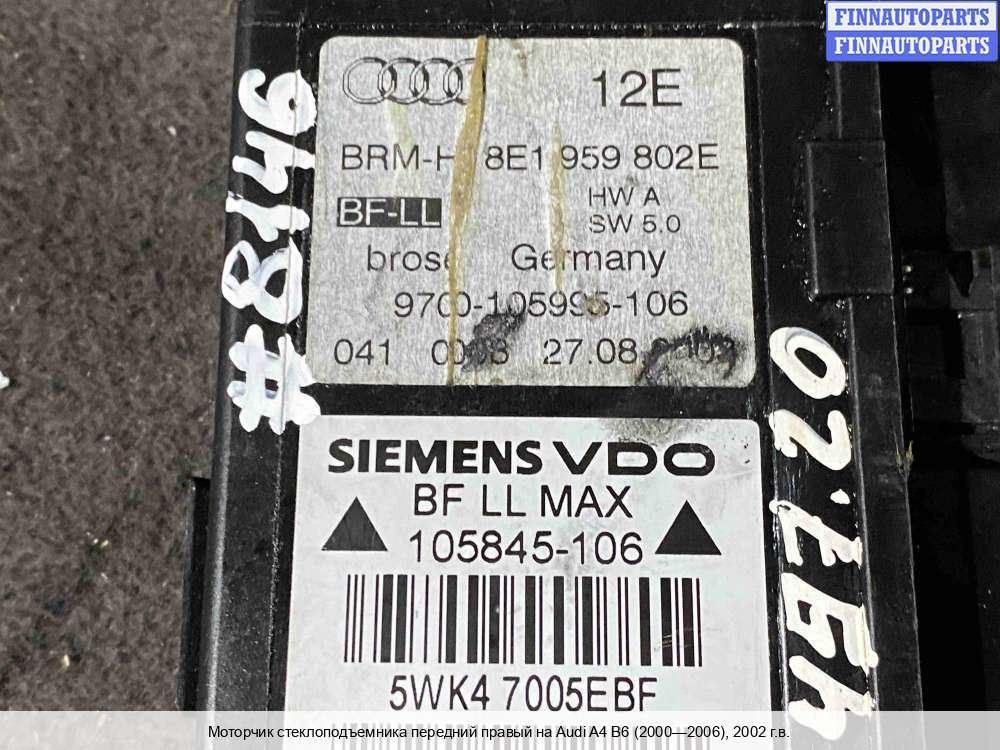 FINNAUTOPARTS
FINNAUTOPARTS
12E
BRM-H 8E1 959 802E
BF-LL
HW A
SW 5.0
brose Germany
9700-105995-106
041 27.08
#8146
SIEMENS VDO
BF LL MAX
105845-106
5WK4 7005EBF
Моторчик стеклоподъемника передний правый на Audi A4 B6 (2000—2006), 2002 г.в.